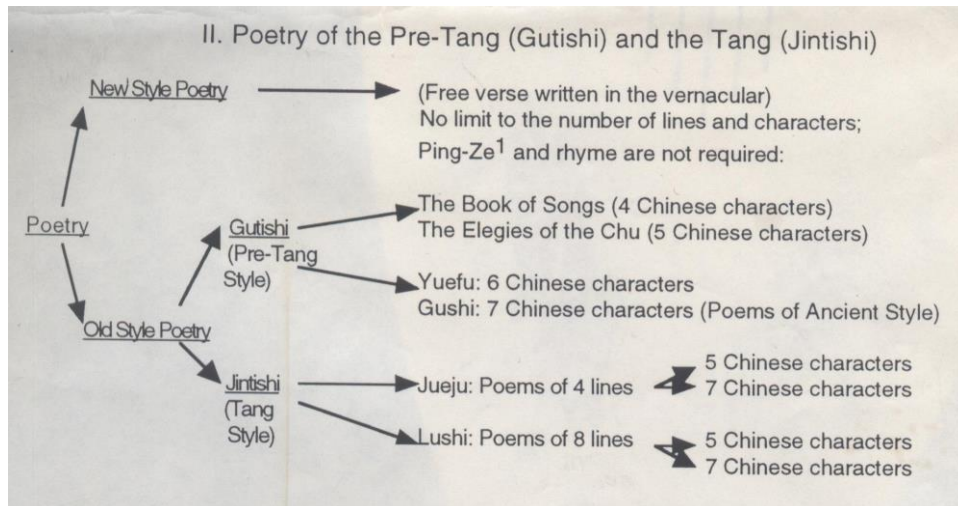 II. Poetry of the Pre-Tang (Gutishi) and the Tang (Jintishi)
New Style Poetry
(Free verse written in the vernacular)
No limit to the number of lines and characters;
Ping-Ze1 and rhyme are not required:
Poetry
Gutishi
(Pre-Tang
Style)
The Book of Songs (4 Chinese characters)
The Elegies of the Chu (5 Chinese characters)
Yuefu: 6 Chinese characters
Gushi: 7 Chinese characters (Poems of Ancient Style)
Old Style Poetry
Jintishi
(Tang
Style)
Jueju: Poems of 4 lines
5 Chinese characters
7 Chinese characters
Lushi: Poems of 8 lines
5 Chinese characters
7 Chinese characters